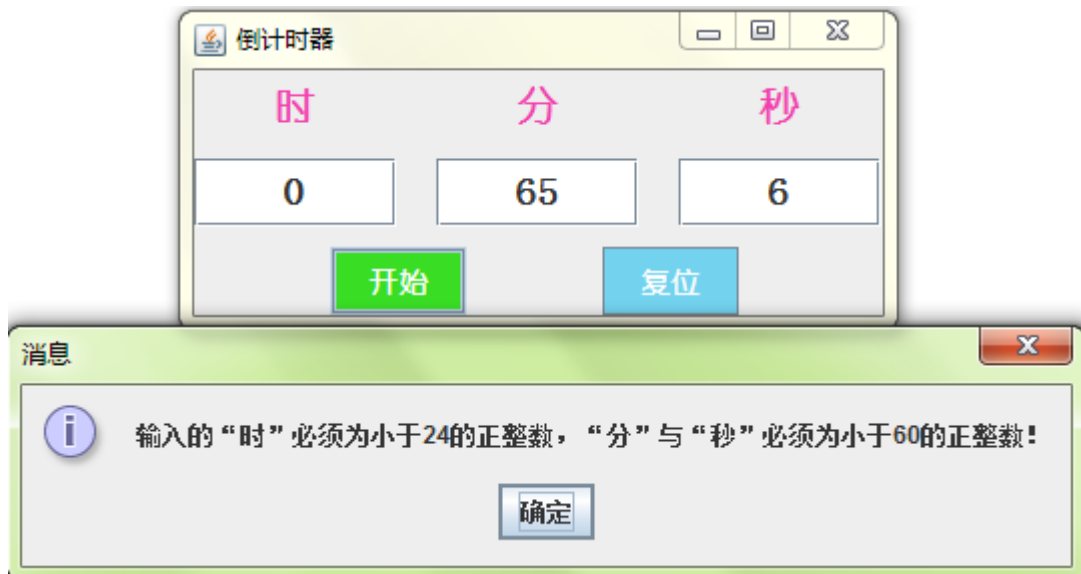 倒计时器
时 分 秒
0 65 6
开始 复位
消息
输入的“时”必须为小于24的正整数，“分”与“秒”必须为小于60的正整数!
确定